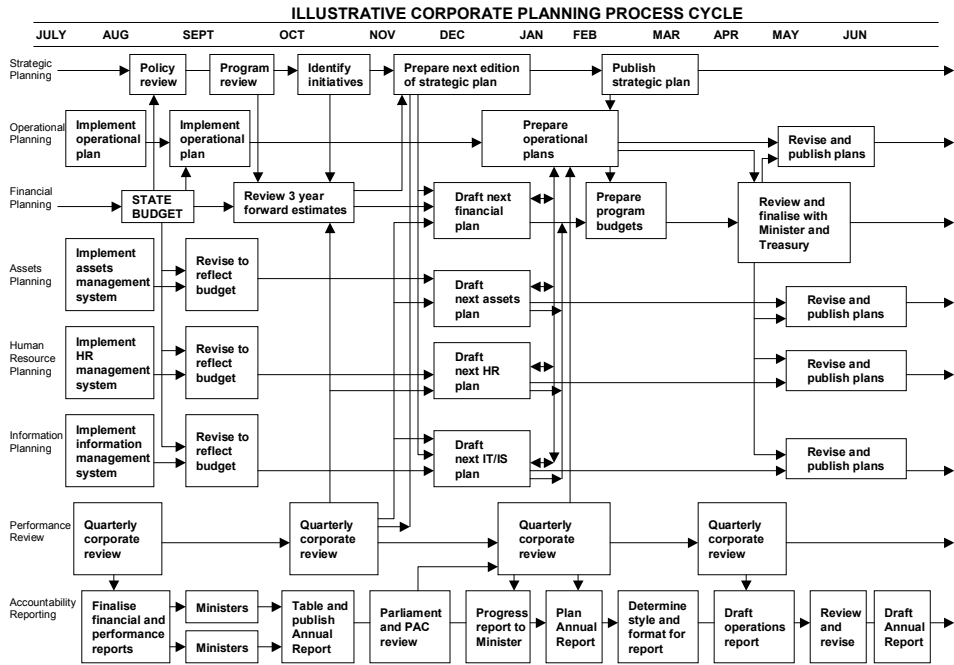 ILLUSTRATIVE CORPORATE PLANNING PROCESS CYCLE
JULY AUG SEPT OCT NOV DEC JAN FEB MAR APR MAY JUN
Strategic
Planning
Policy
review
Program
review
Identify
initiatives
Prepare next edition
of strategic plan
Publish
strategic plan
Operational
Planning
Implement
operational
plan
Implement
operational
plan
Prepare
operational
plans
Revise and
publish plans
Financial
Planning
STATE
BUDGET
Review 3 year
forward estimates
Draft next
financial
plan
Prepare
program
budgets
Review and
finalise with
Minister and
Treasury
Assets
Planning
Implement
assets
management
system
Revise to
reflect
budget
Draft
next assets
plan
Revise and
publish plans
Human
Resource
Planning
Implement
HR
management
system
Revise to
reflect
budget
Draft
next HR
plan
Revise and
publish plans
Information
Planning
Implement
information
management
system
Revise to
reflect
budget
Draft
next IT/IS
plan
Revise and
publish plans
Performance
Review
Quarterly
corporate
review
Quarterly
corporate
review
Quarterly
corporate
review
Quarterly
corporate
review
Accountability
Reporting
Finalise
financial and
performance
reports
Ministers
Ministers
Table and
publish
Annual
Report
Parliament
and PAC
review
Progress
report to
Minister
Plan
Annual
Report
Determine
style and
format for
report
Draft
operations
report
Review
and
revise
Draft
Annual
Report